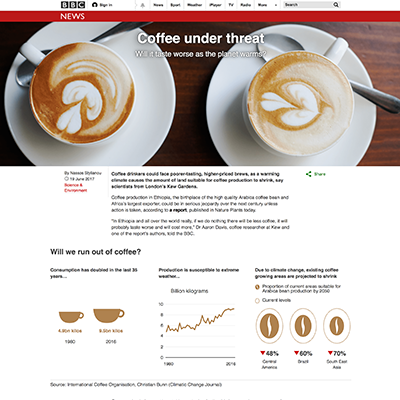 BBC Sign in News Sport Weather iPlayer TV Radio More Search
NEWS
Coffee under threat
Will it taste worse as the planet warms?
By Nassos Stylianou
19 June 2017
Science & Environment
Share
Coffee drinkers could face poorer-tasting, higher-priced brews, as a warming
climate causes the amount of land suitable for coffee production to shrink, say
scientists from London's Kew Gardens.
Coffee production in Ethiopia, the birthplace of the high quality Arabica coffee bean and
Africa's largest exporter, could be in serious jeopardy over the next century unless
action is taken, according to a report, published in Nature Plants today.
"In Ethiopia and all over the world really, if we do nothing there will be less coffee, it will
probably taste worse and will cost more," Dr Aaron Davis, coffee researcher at Kew and
one of the report's authors, told the BBC.
Will we run out of coffee?
Consumption has doubled in the last 35
years...
4.9bn kilos
9.5bn kilos
1980
2016
Production is susceptible to extreme
weather...
Billion kilograms
10
8
6
4
2
0
1980
2016
Due to climate change, existing coffee
growing areas are projected to shrink
Proportion of current areas suitable for
Arabica bean production by 2050
Current levels
48%
Central
America
60%
Brazil
70%
South East
Asia
Source: International Coffee Organisation, Christian Bunn (Climatic Change Journal)